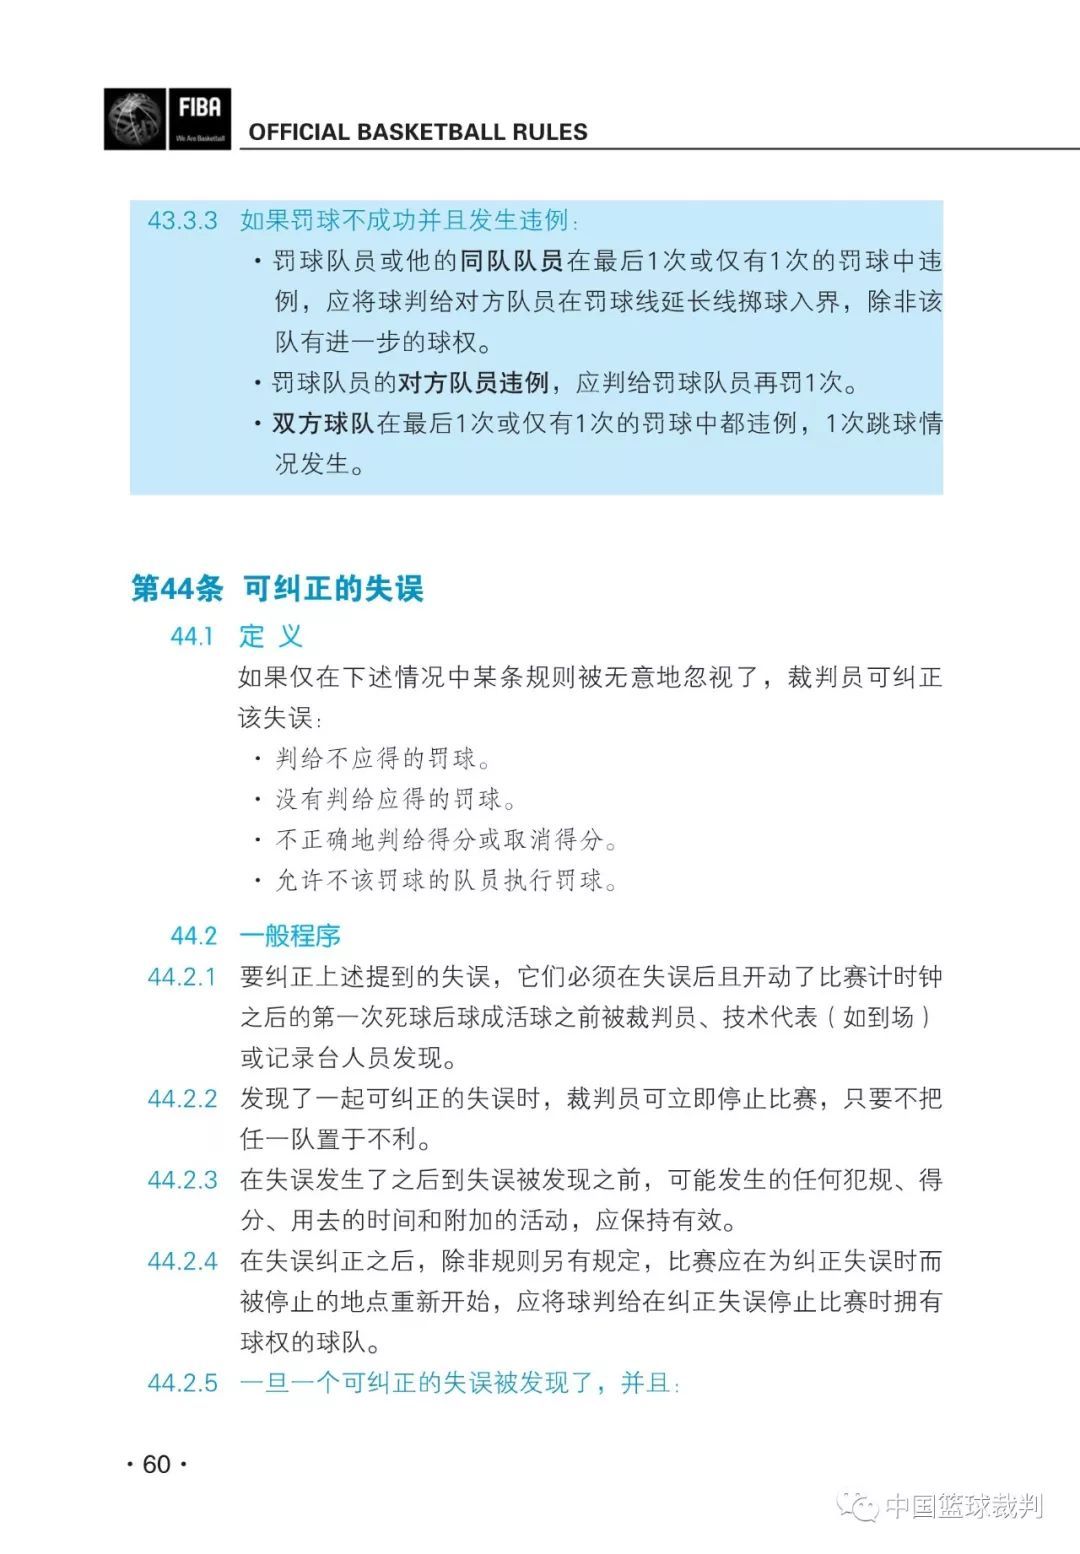 FIBA
We Are Basketball
OFFICIAL BASKETBALL RULES
43.3.3 如果罚球不成功并且发生违例：
·罚球队员或他的同队队员在最后1次或仅有1次的罚球中违
例，应将球判给对方队员在罚球线延长线掷球入界，除非该
队有进一步的球权。
·罚球队员的对方队员违例，应判给罚球队员再罚1次。
·双方球队在最后1次或仅有1次的罚球中都违例，1次跳球情
况发生。
第44条 可纠正的失误
44.1 定 义
如果仅在下述情况中某条规则被无意地忽视了，裁判员可纠正
该失误：
·判给不应得的罚球。
·没有判给应得的罚球。
·不正确地判给得分或取消得分。
·允许不该罚球的队员执行罚球。
44.2 一般程序
44.2.1 要纠正上述提到的失误，它们必须在失误后且开动了比赛计时钟
之后的第一次死球后球成活球之前被裁判员、技术代表（如到场）
或记录台人员发现。
44.2.2 发现了一起可纠正的失误时，裁判员可立即停止比赛，只要不把
任一队置于不利。
44.2.3 在失误发生了之后到失误被发现之前，可能发生的任何犯规、得
分、用去的时间和附加的活动，应保持有效。
44.2.4 在失误纠正之后，除非规则另有规定，比赛应在为纠正失误时而
被停止的地点重新开始，应将球判给在纠正失误停止比赛时拥有
球权的球队。
44.2.5 一旦一个可纠正的失误被发现了，并且：
·60·
中国篮球裁判